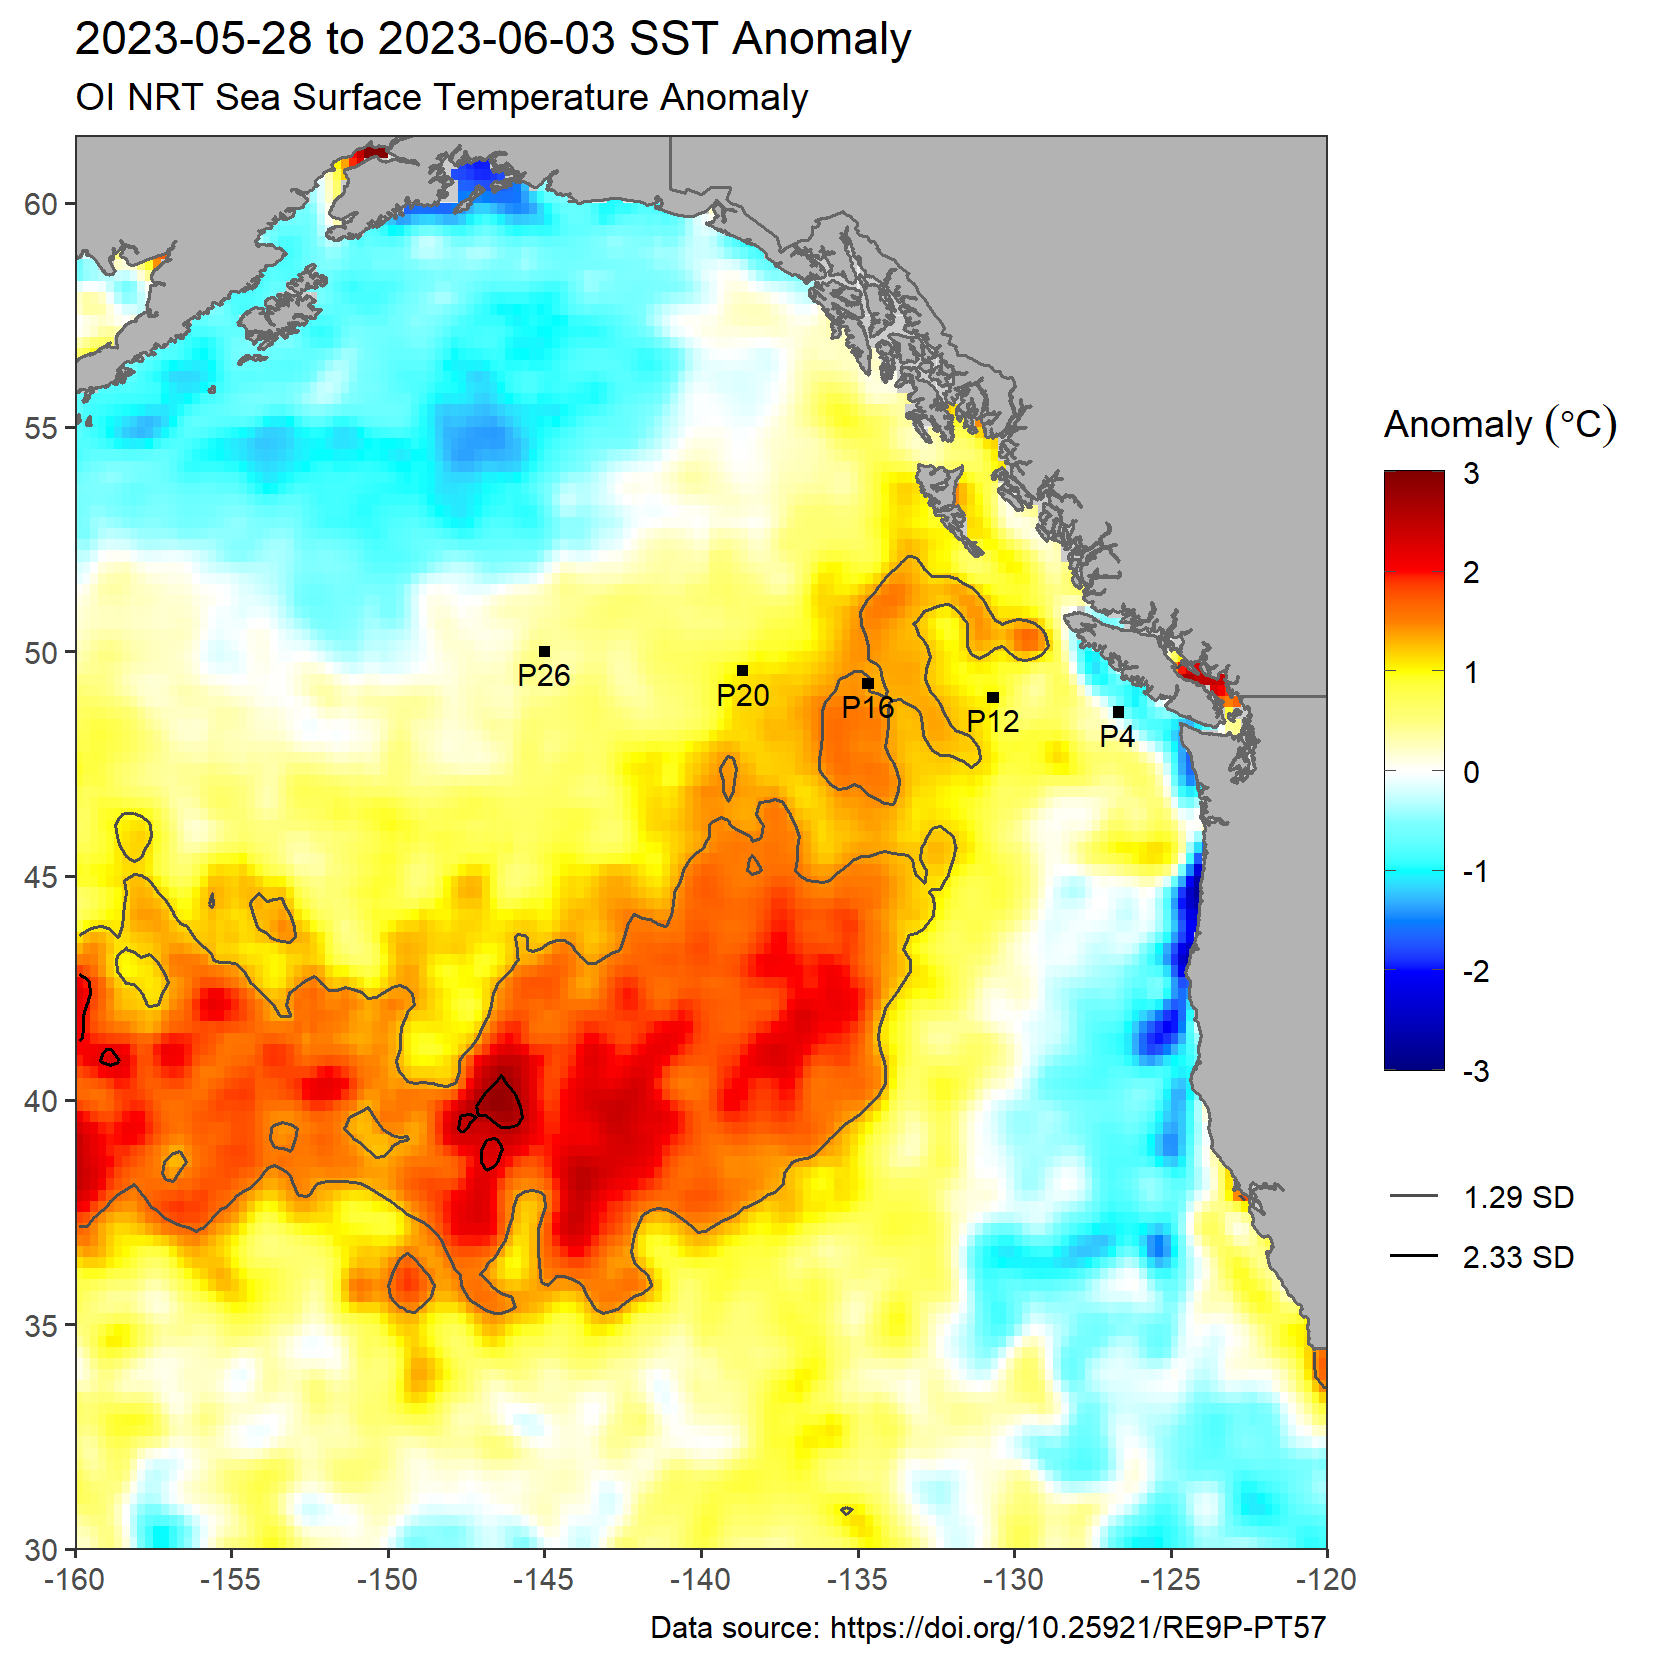 2023-05-28 to 2023-06-03 SST Anomaly
OI NRT Sea Surface Temperature Anomaly
60
55
50
45
40
35
30
-160
-155
-150
-145
-140
-135
-130
-125
-120
P26
P20
P16
P12
P4
Anomaly (°C)
3
2
1
0
-1
-2
-3
1.29 SD
2.33 SD
Data source: https://doi.org/10.25921/RE9P-PT57